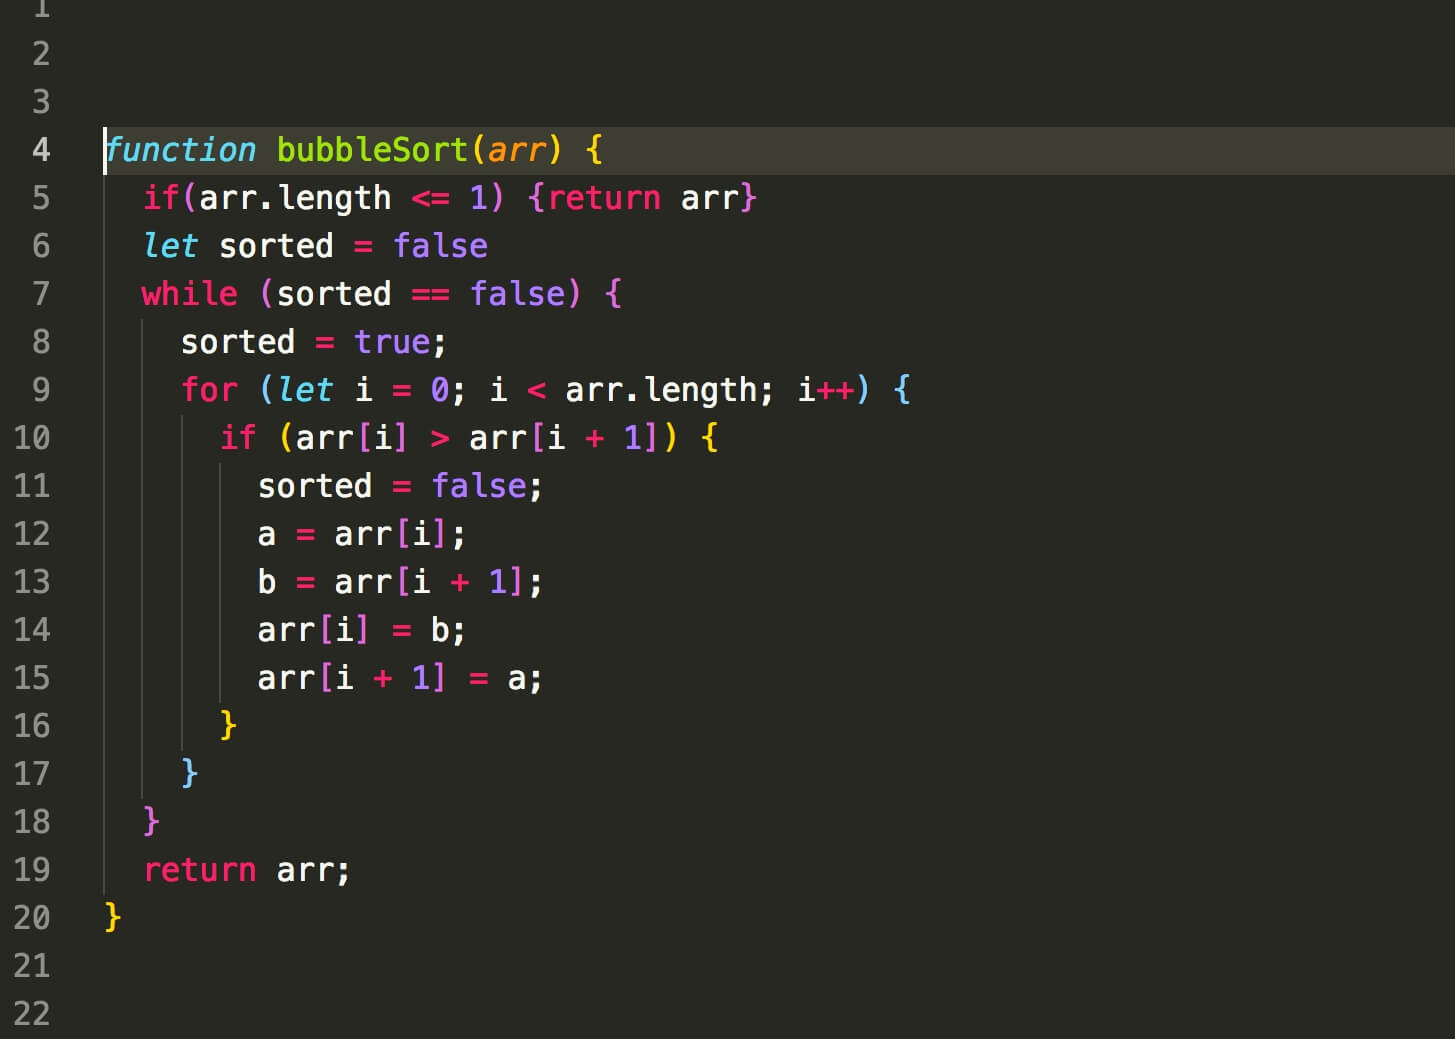 1
2
3
4 function bubbleSort(arr) {
5   if(arr.length <= 1) {return arr}
6   let sorted = false
7   while (sorted == false) {
8     sorted = true;
9     for (let i = 0; i < arr.length; i++) {
10       if (arr[i] > arr[i + 1]) {
11         sorted = false;
12         a = arr[i];
13         b = arr[i + 1];
14         arr[i] = b;
15         arr[i + 1] = a;
16       }
17     }
18   }
19   return arr;
20 }
21
22